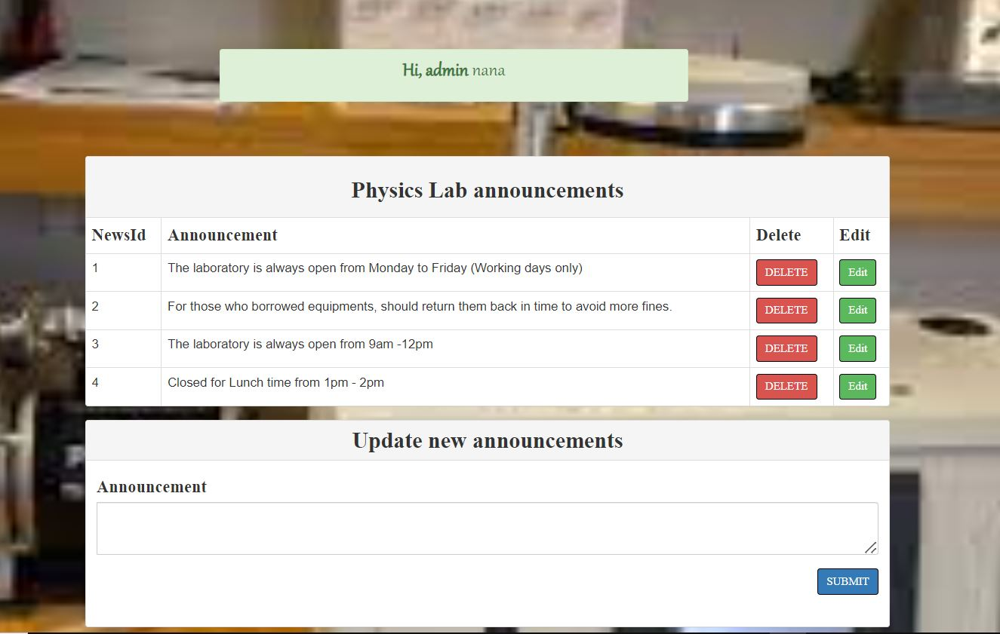 Hi, admin nana
Physics Lab announcements
NewsId Announcement Delete Edit
1 The laboratory is always open from Monday to Friday (Working days only) DELETE Edit
2 For those who borrowed equipments, should return them back in time to avoid more fines. DELETE Edit
3 The laboratory is always open from 9am -12pm DELETE Edit
4 Closed for Lunch time from 1pm - 2pm DELETE Edit
Update new announcements
Announcement
SUBMIT